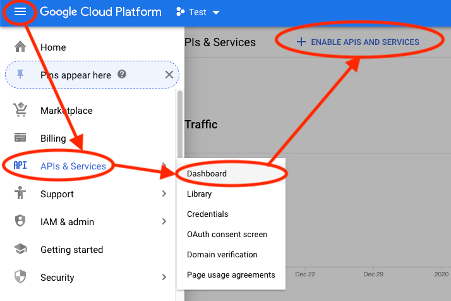 Google Cloud Platform Test
Home
Pins appear here
Marketplace
Billing
API APIs & Services
Support
IAM & admin
Getting started
Security
PIs & Services
+ ENABLE APIS AND SERVICES
Traffic
Dashboard
Library
Credentials
OAuth consent screen
Domain verification
Page usage agreements
Dec 22 Dec 29 2020